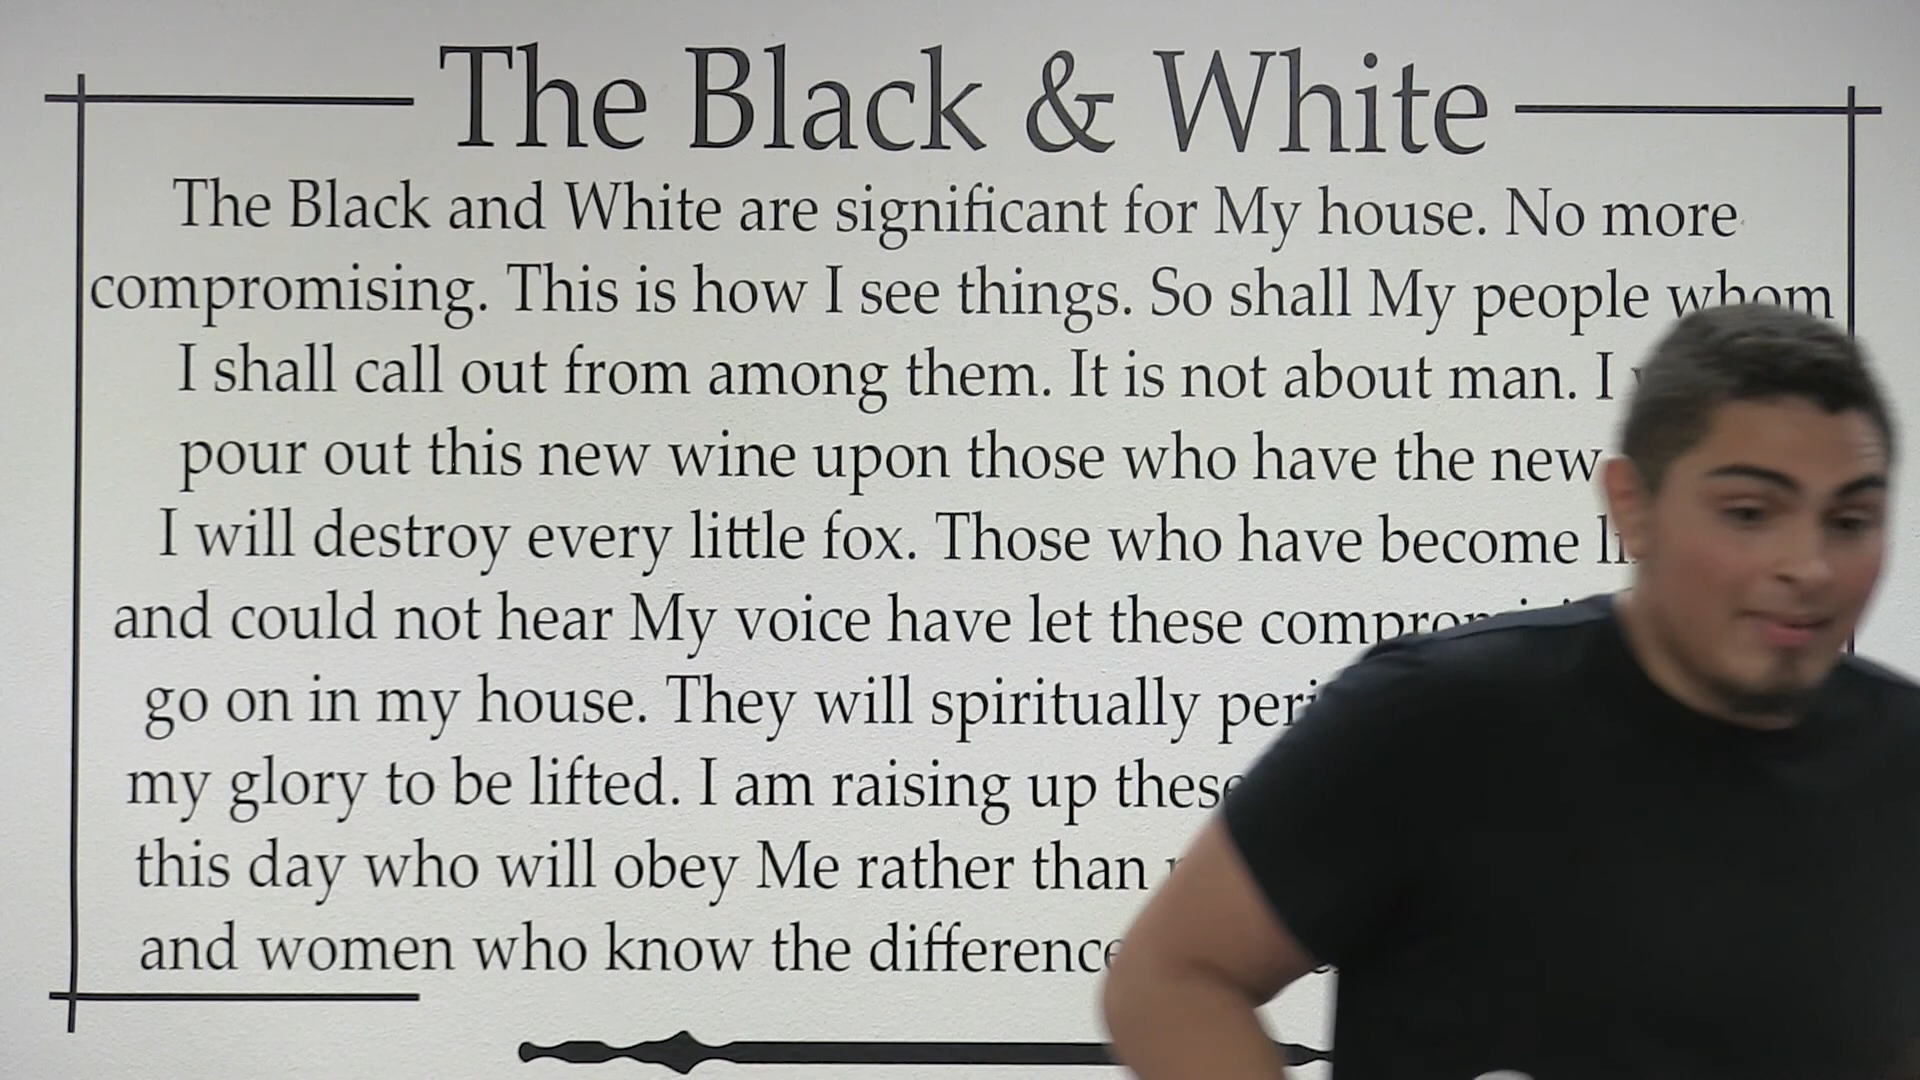 The Black & White
The Black and White are significant for My house. No more
compromising. This is how I see things. So shall My people whom
I shall call out from among them. It is not about man. I
pour out this new wine upon those who have the new
I will destroy every little fox. Those who have become
and could not hear My voice have let these
go on in my house. They will spiritually
my glory to be lifted. I am raising up these
this day who will obey Me rather than
and women who know the difference